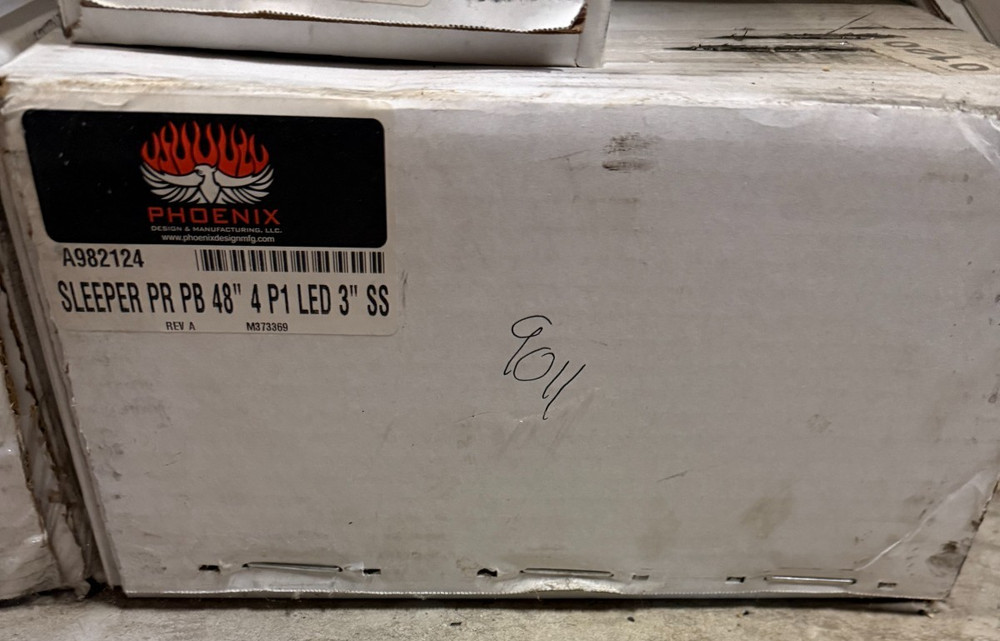 0120
PHOENIX
DESIGN & MANUFACTURING, LLC.
www.phoenixdesignmfg.com
A982124
SLEEPER PR PB 48" 4 P1 LED 3" SS
REV A M373369
9011